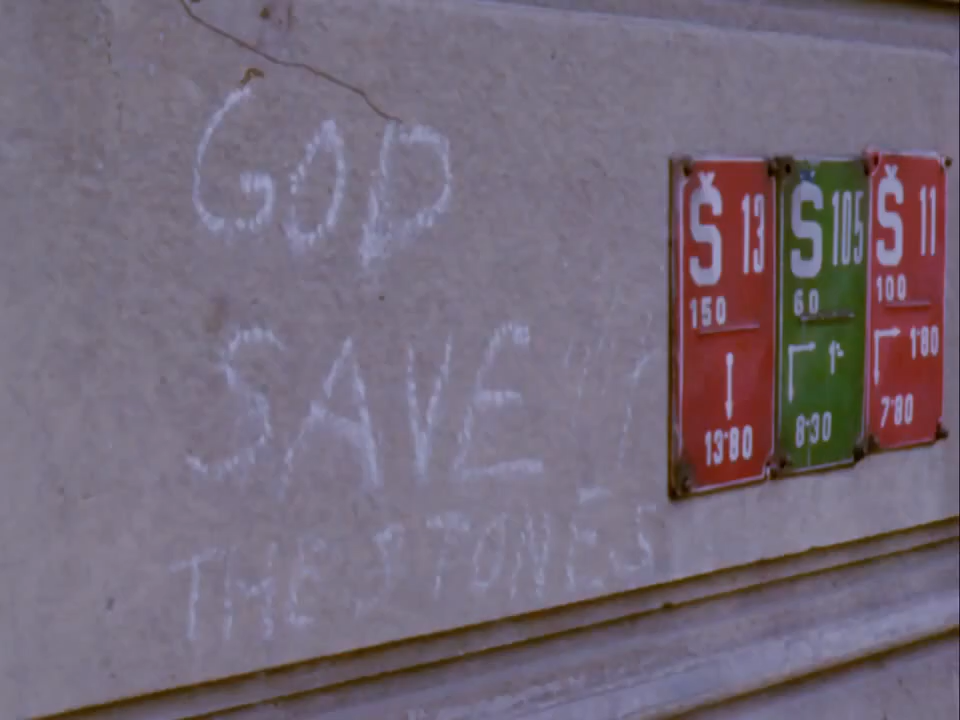 GOD
SAVE
THE STONES
Š 13
150
13'80
Š 105
60
8'30
Š 11
100
1'80
7'80